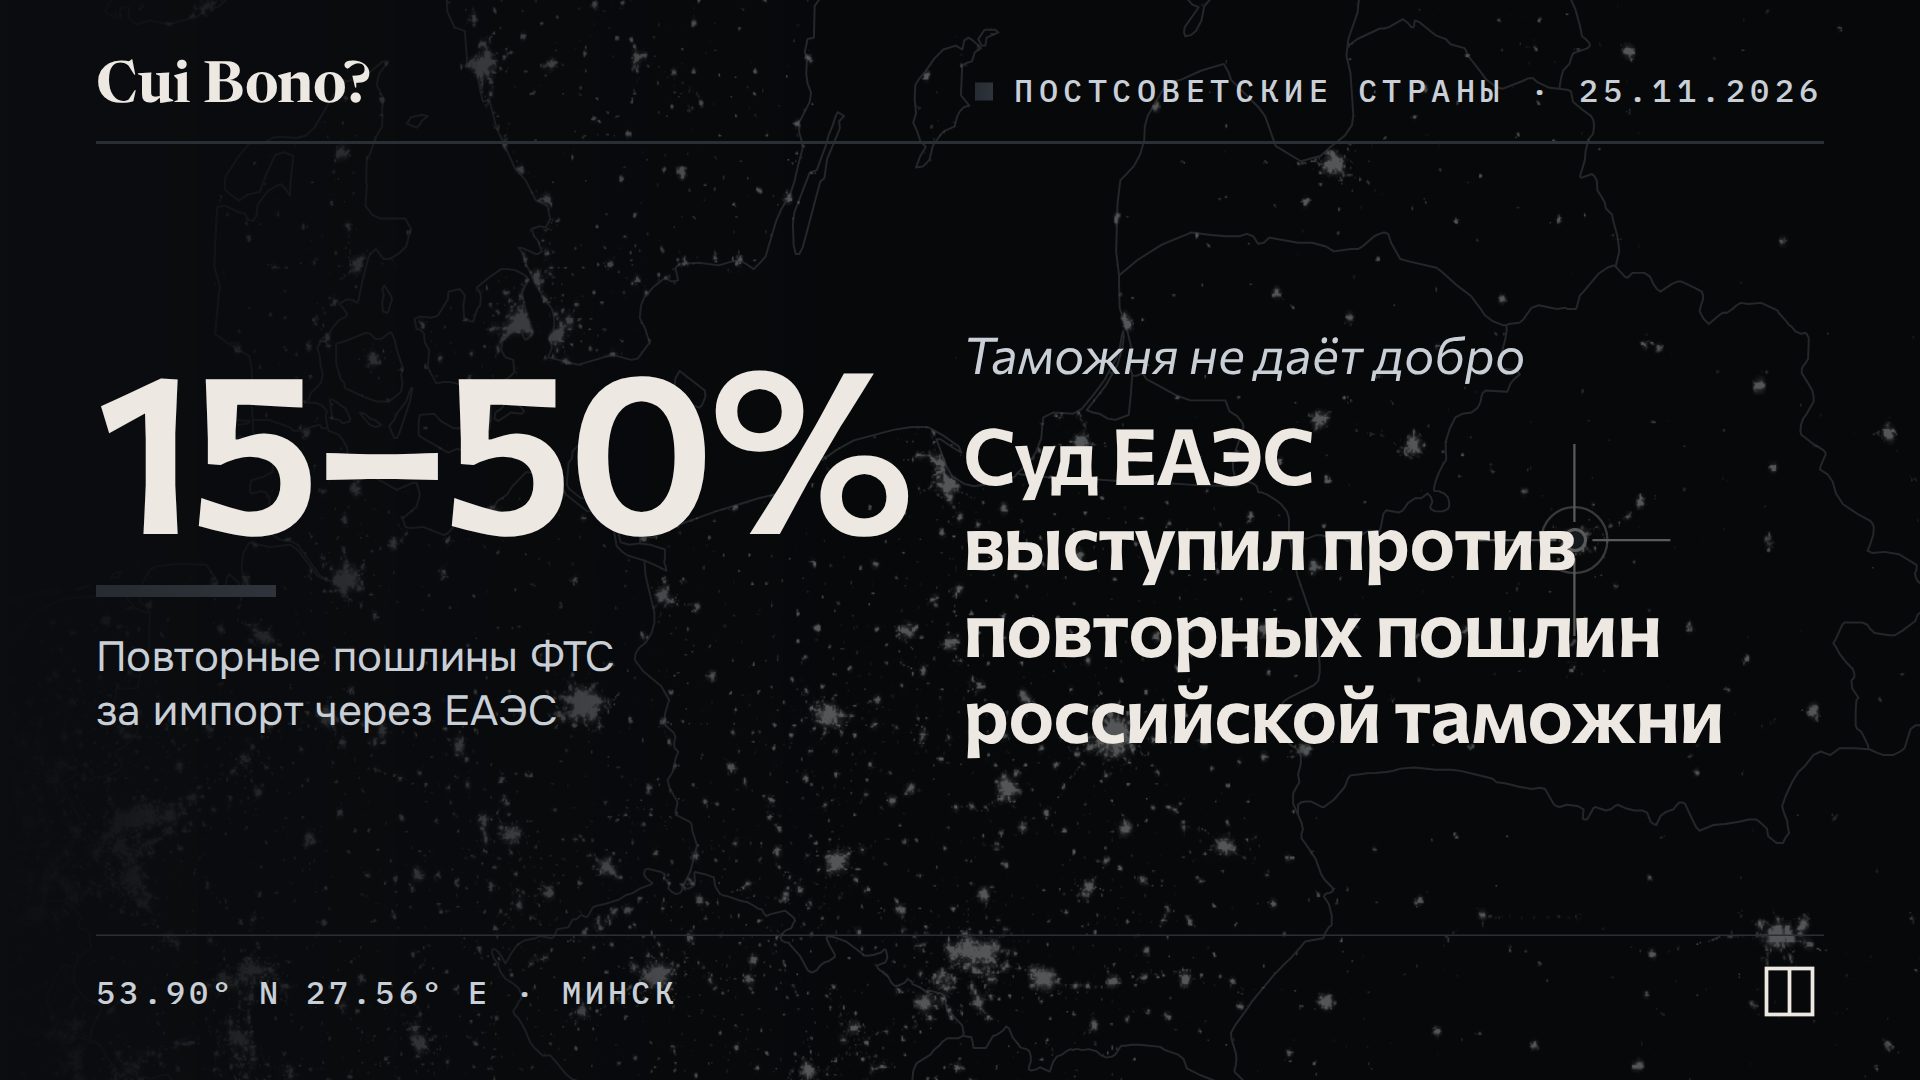 Cui Bono?
ПОСТСОВЕТСКИЕ СТРАНЫ · 25.11.2026
15–50%
Повторные пошлины ФТС
за импорт через ЕАЭС
Таможня не даёт добро
Суд ЕАЭС
выступил против
повторных пошлин
российской таможни
53.90° N 27.56° E · МИНСК